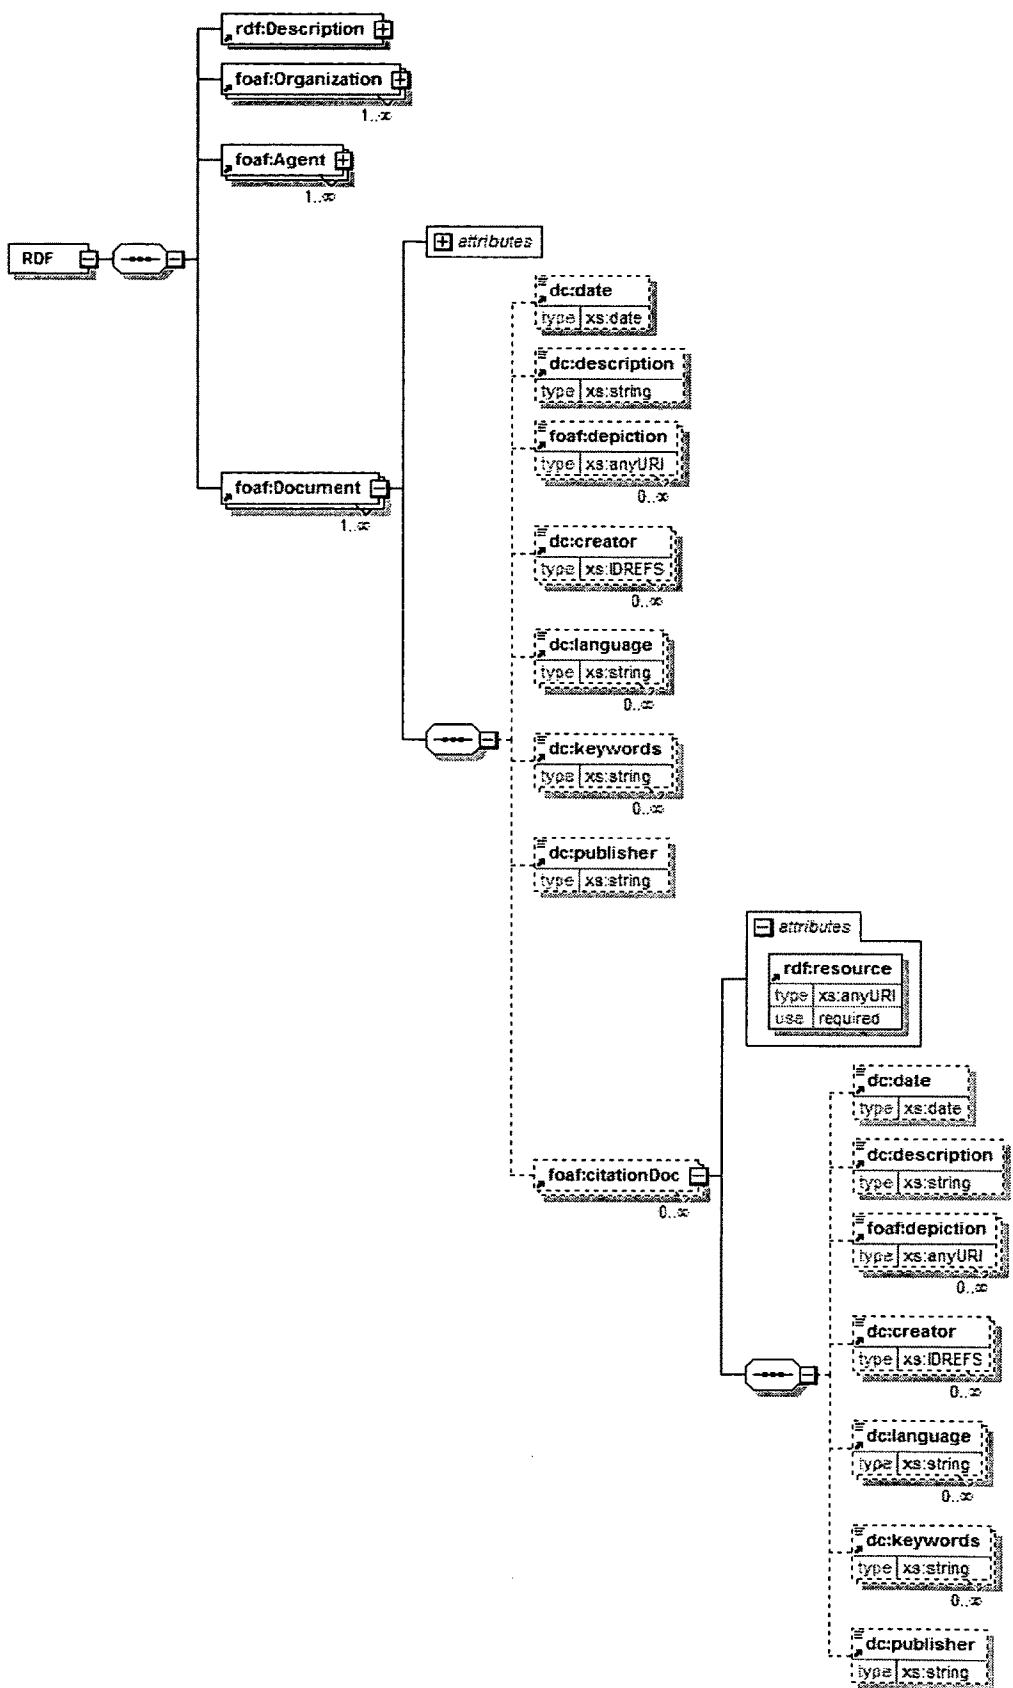 rdf:Description
foaf:Organization
1..∞
foaf:Agent
1..∞
RDF
attributes
dc:date
type xs:date
dc:description
type xs:string
foaf:depiction
type xs:anyURI
0..∞
foaf:Document
1..∞
dc:creator
type xs:IDREFS
0..∞
dc:language
type xs:string
0..∞
dc:keywords
type xs:string
0..∞
dc:publisher
type xs:string
attributes
rdf:resource
type xs:anyURI
use required
foaf:citationDoc
0..∞
dc:date
type xs:date
dc:description
type xs:string
foaf:depiction
type xs:anyURI
0..∞
dc:creator
type xs:IDREFS
0..∞
dc:language
type xs:string
0..∞
dc:keywords
type xs:string
0..∞
dc:publisher
type xs:string